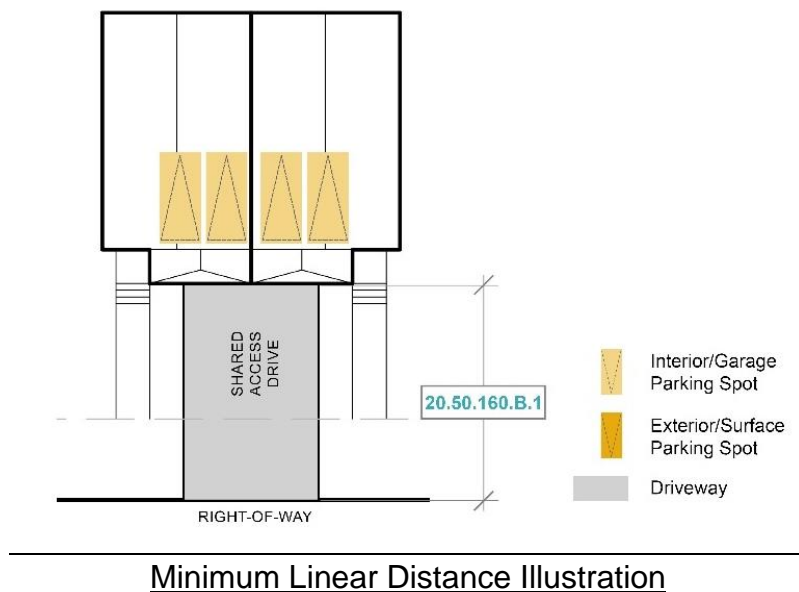 SHARED
ACCESS
DRIVE
20.50.160.B.1
RIGHT-OF-WAY
Interior/Garage
Parking Spot
Exterior/Surface
Parking Spot
Driveway
Minimum Linear Distance Illustration